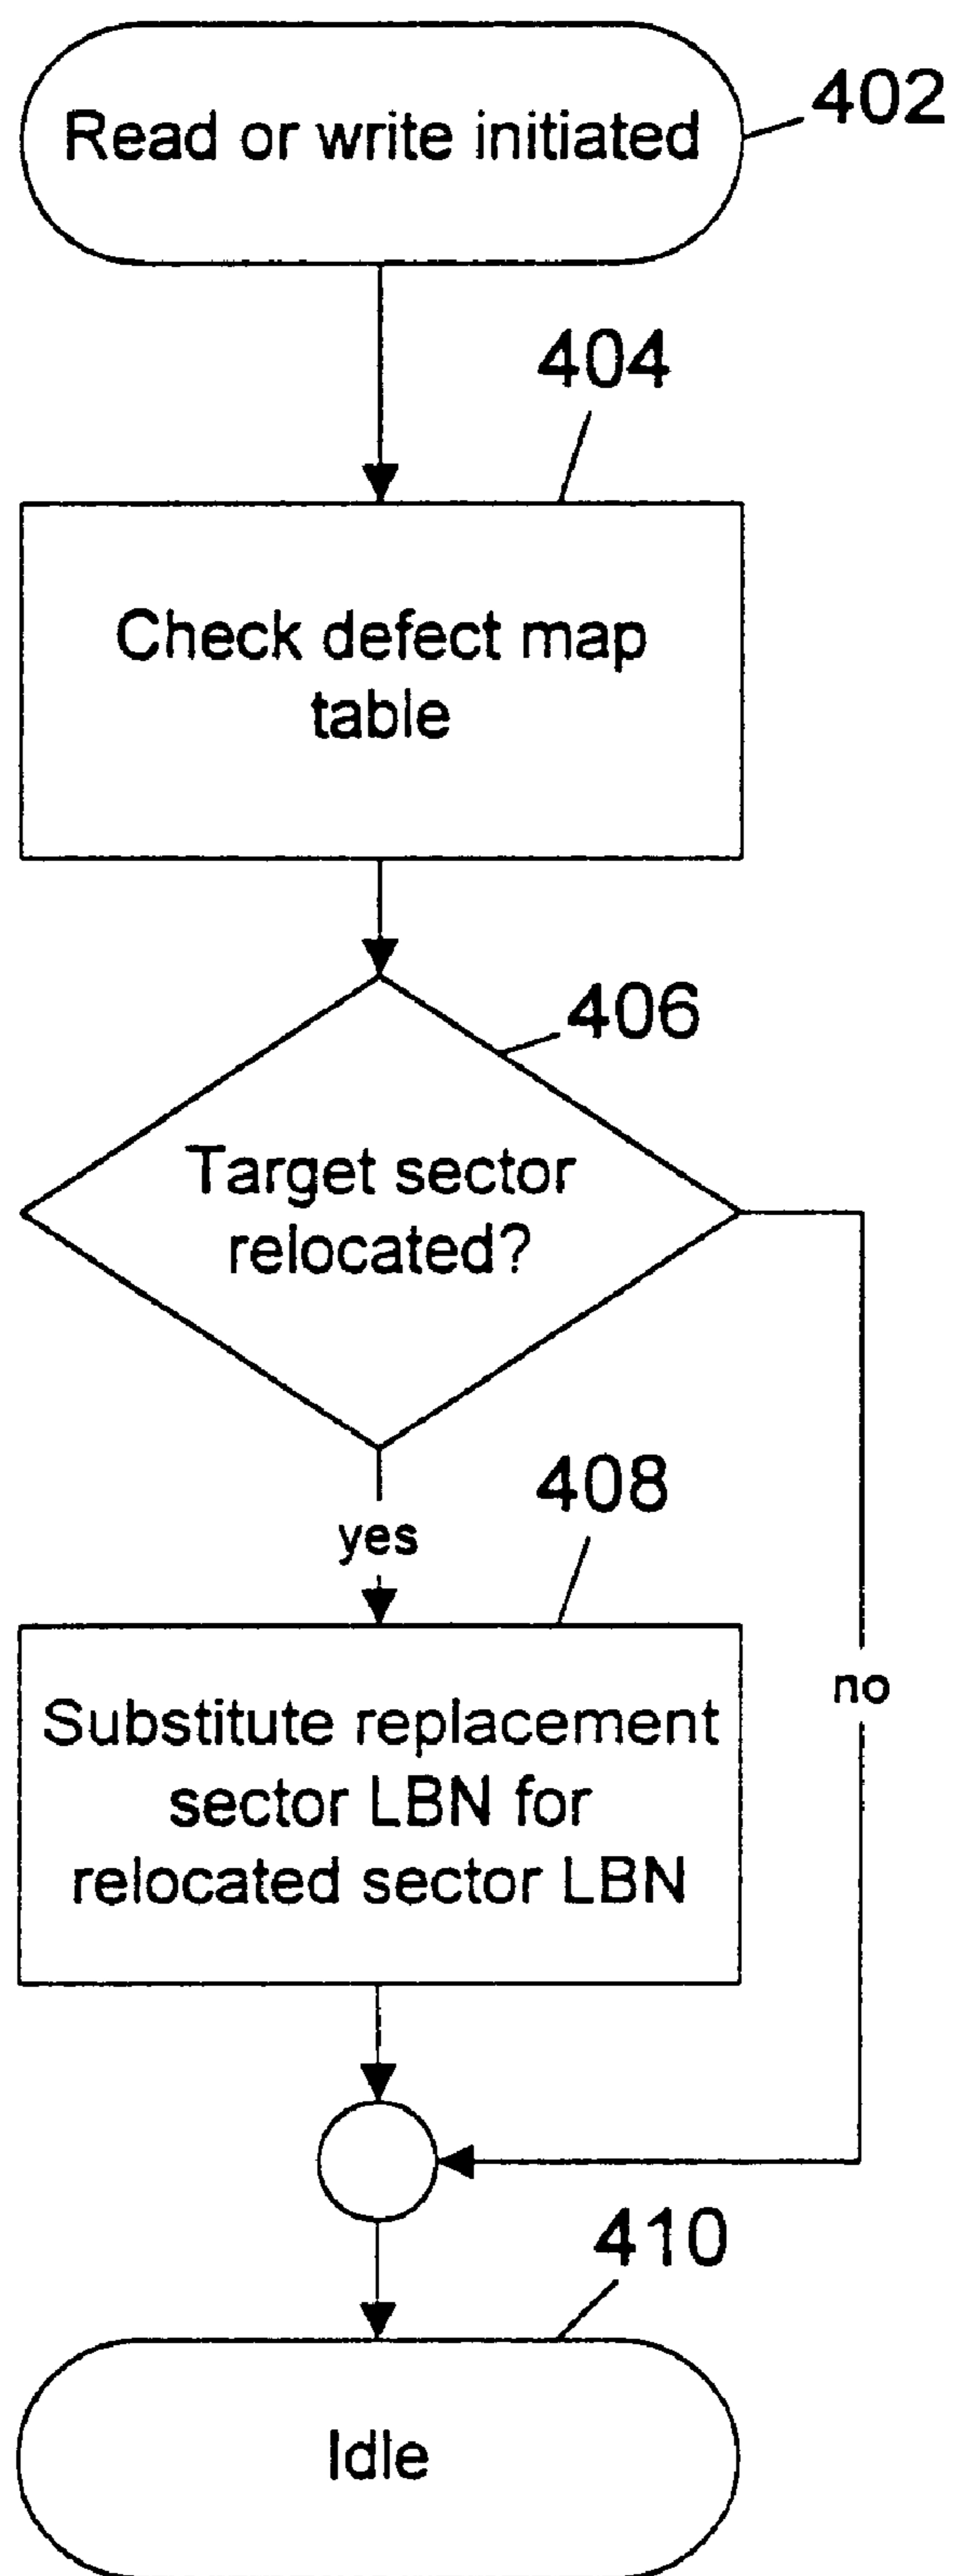 Read or write initiated
402
404
Check defect map
table
406
Target sector
relocated?
yes
408
no
Substitute replacement
sector LBN for
relocated sector LBN
410
Idle